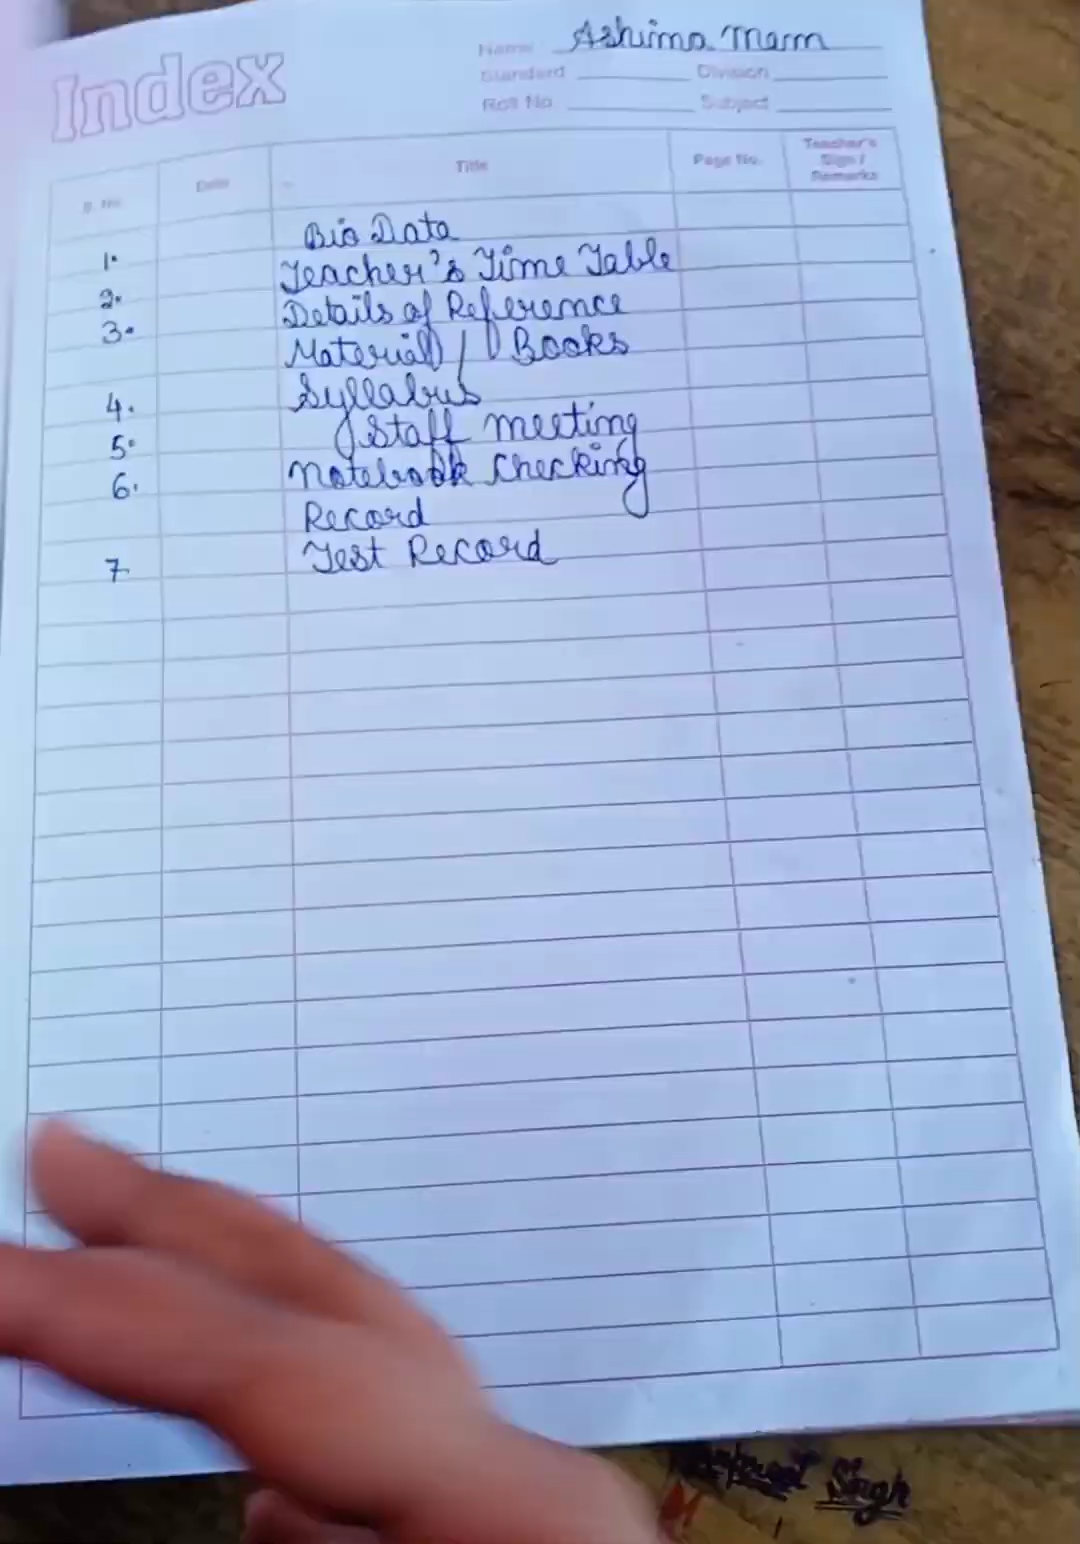 Index
Name Ashima Mam
Standard Division
Roll No. Subject
S. No. Date Title Page No. Teacher's Sign / Remarks
1. Bio Data
2. Teacher's Time Table
3. Details of Reference
Material / Books
4. Syllabus
5. Staff meeting
6. Notebook Checking
Record
7 Test Record
Singh